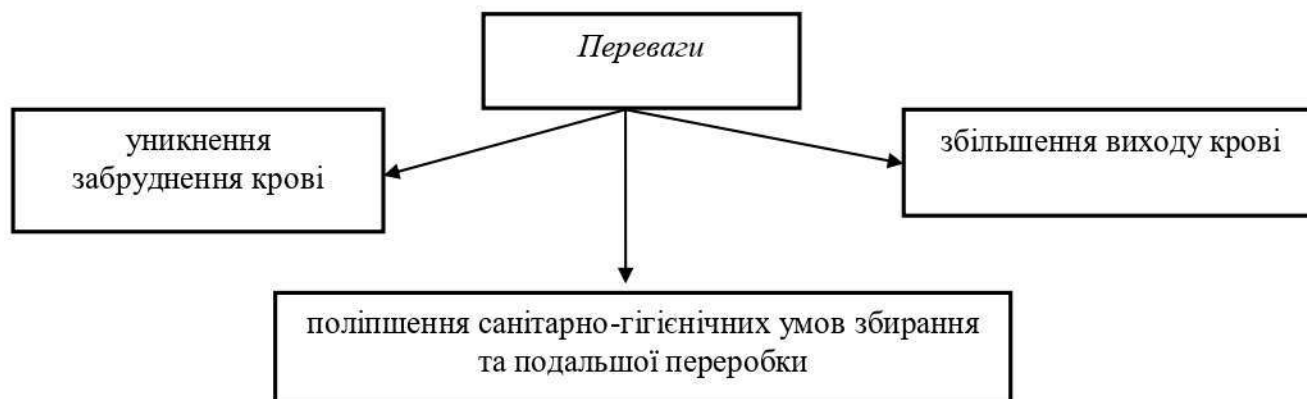 Переваги
уникнення
забруднення крові
збільшення виходу крові
поліпшення санітарно-гігієнічних умов збирання
та подальшої переробки